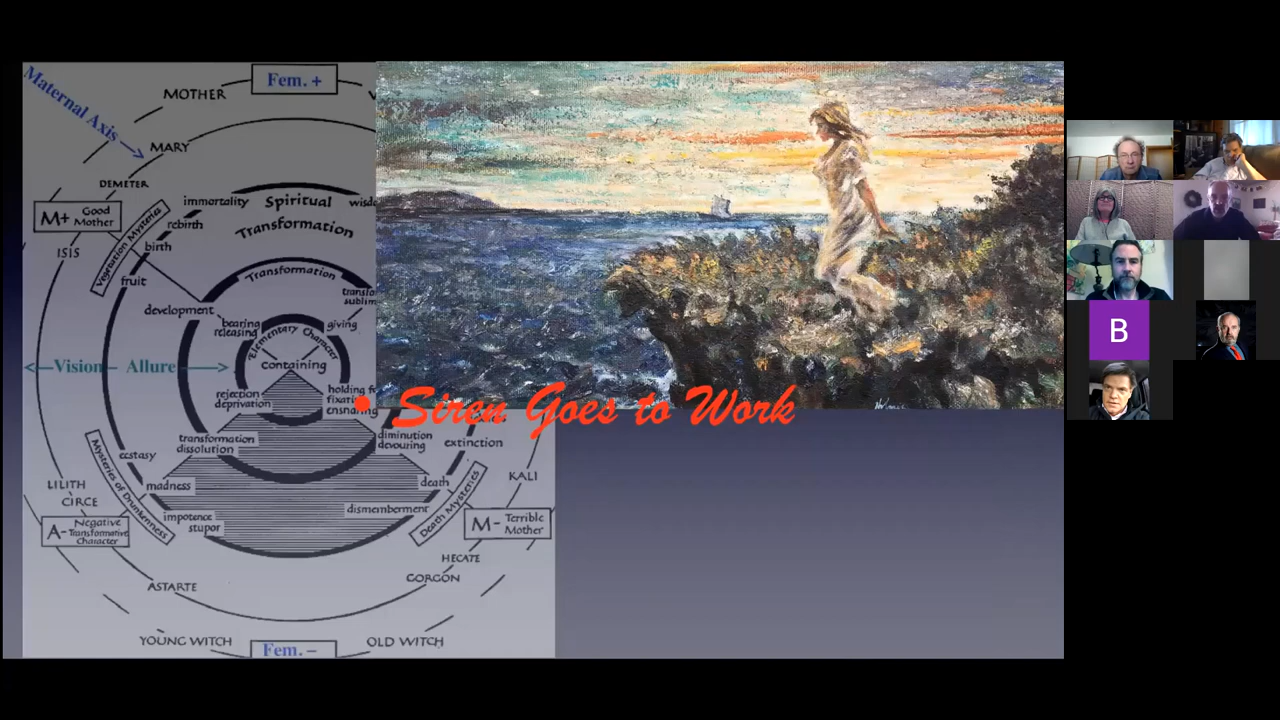 Maternal Axis
Fem. +
MOTHER
MARY
DEMETER
M+ Good Mother
ISIS
Vegetation Mysteries
immortality
rebirth
birth
fruit
Spiritual
Transformation
development
Transformation
bearing
releasing
giving
Elementary Character
containing
Vision
Allure
rejection
deprivation
holding
ensnaring
• Siren Goes to Work
transformation
dissolution
diminution
devouring
extinction
ecstasy
madness
death
KALI
LILITH
CIRCE
Mysteries of Drunkenness
impotence
stupor
dismemberment
Death Mysteries
A- Negative Transformative Character
M- Terrible Mother
HECATE
GORGON
ASTARTE
YOUNG WITCH
Fem. –
OLD WITCH
B